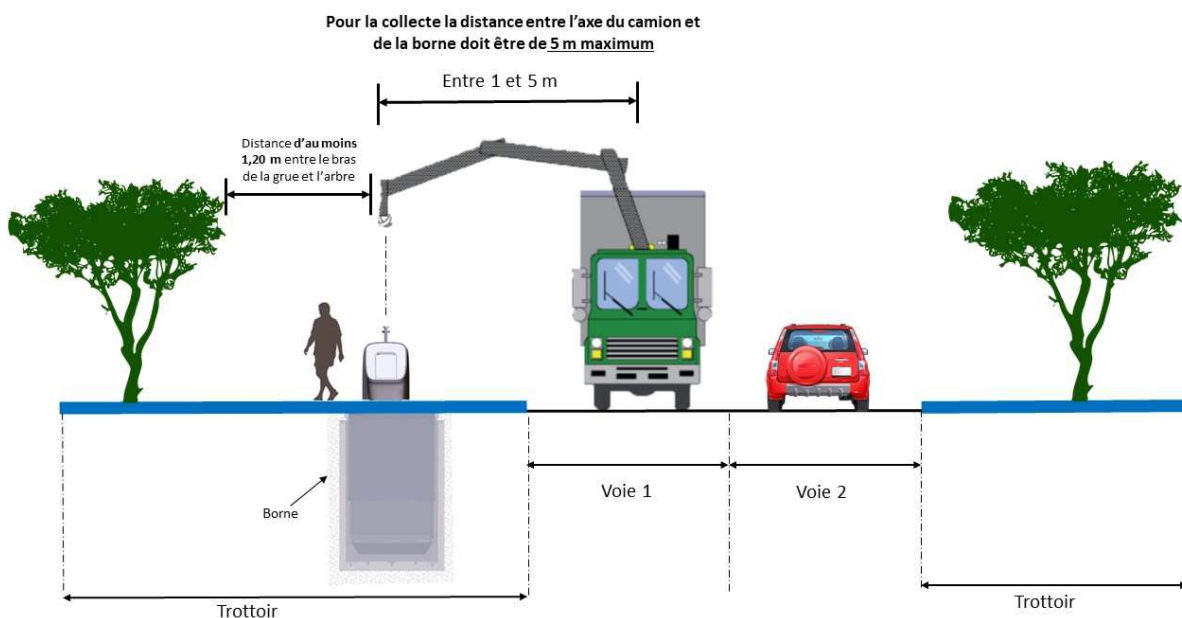 Pour la collecte la distance entre l'axe du camion et
de la borne doit être de 5 m maximum
Entre 1 et 5 m
Distance d'au moins
1,20 m entre le bras
de la grue et l'arbre
Voie 1
Voie 2
Borne
Trottoir
Trottoir